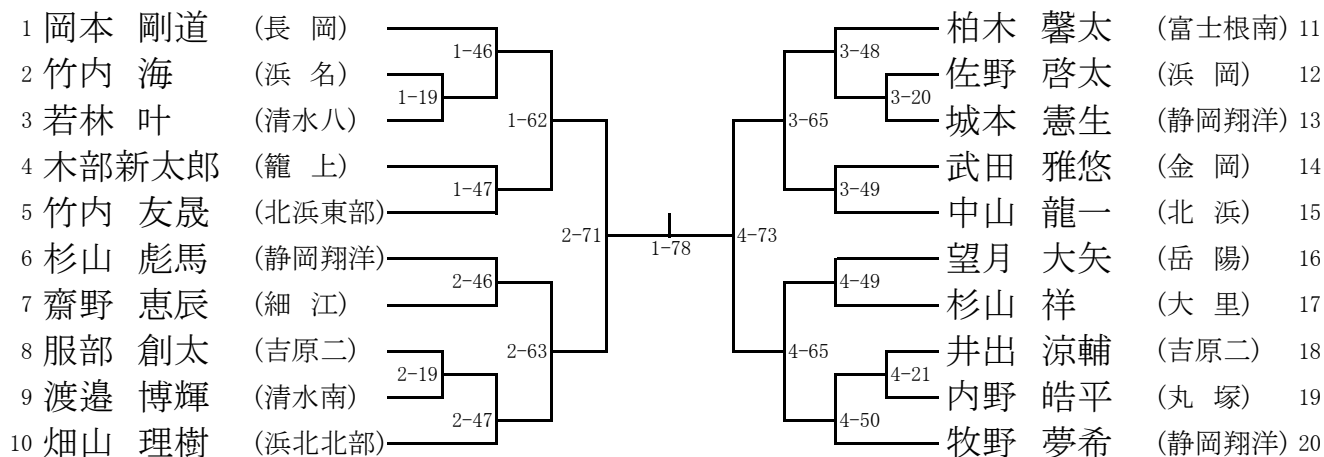 1 岡本 剛道 (長 岡)
2 竹内 海 (浜 名)
3 若林 叶 (清水八)
4 木部新太郎 (籠 上)
5 竹内 友晟 (北浜東部)
6 杉山 彪馬 (静岡翔洋)
7 齋野 恵辰 (細 江)
8 服部 創太 (吉原二)
9 渡邉 博輝 (清水南)
10 畑山 理樹 (浜北北部)
1-46
1-19
1-62
1-47
2-71
2-46
2-63
2-19
2-47
1-78
4-73
3-48
3-20
3-65
3-49
4-49
4-65
4-21
4-50
柏木 馨太 (富士根南) 11
佐野 啓太 (浜 岡) 12
城本 憲生 (静岡翔洋) 13
武田 雅悠 (金 岡) 14
中山 龍一 (北 浜) 15
望月 大矢 (岳 陽) 16
杉山 祥 (大 里) 17
井出 涼輔 (吉原二) 18
内野 皓平 (丸 塚) 19
牧野 夢希 (静岡翔洋) 20